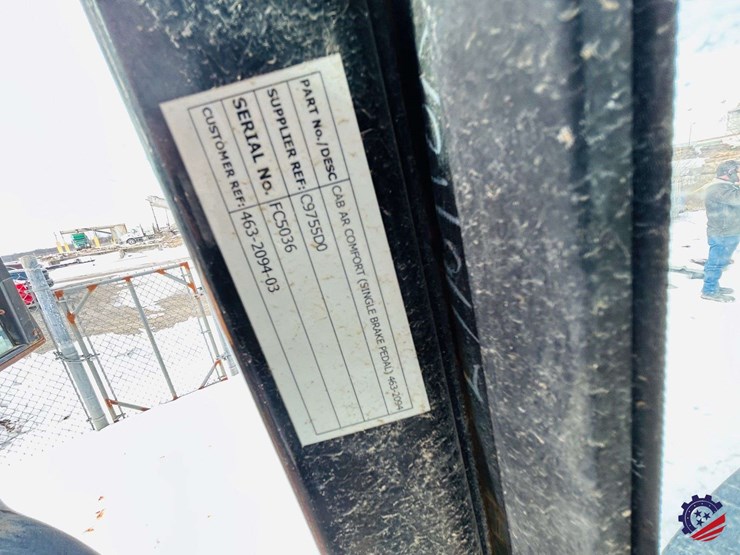 PART No./DESC CAB AR COMFORT (SINGLE BRAKE PEDAL) 463-2094
SUPPLIER REF: C9755D0
SERIAL No. FC5036
CUSTOMER REF: 463-2094-03